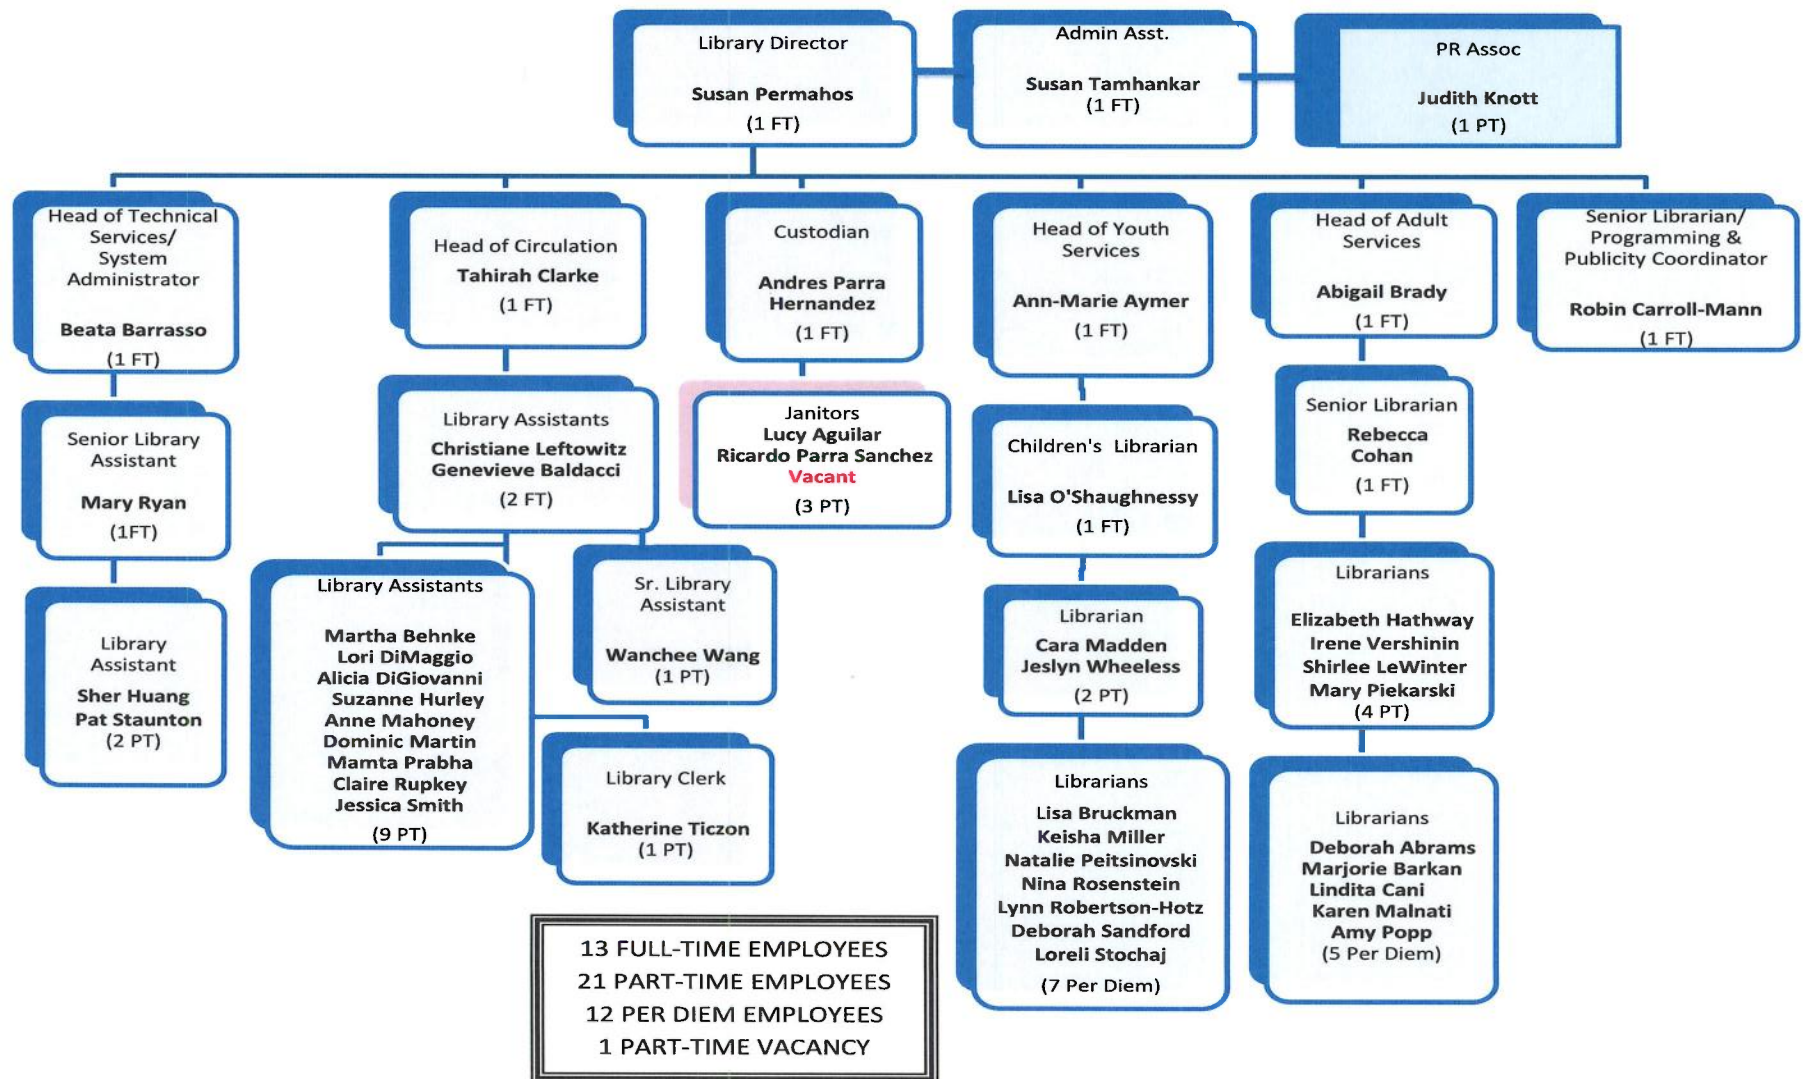 Library Director
Susan Permahos
(1 FT)
Admin Asst.
Susan Tamhankar
(1 FT)
PR Assoc
Judith Knott
(1 PT)
Head of Technical
Services/
System
Administrator
Beata Barrasso
(1 FT)
Head of Circulation
Tahirah Clarke
(1 FT)
Custodian
Andres Parra
Hernandez
(1 FT)
Head of Youth
Services
Ann-Marie Aymer
(1 FT)
Head of Adult
Services
Abigail Brady
(1 FT)
Senior Librarian/
Programming &
Publicity Coordinator
Robin Carroll-Mann
(1 FT)
Senior Library
Assistant
Mary Ryan
(1FT)
Library Assistants
Christiane Leftowitz
Genevieve Baldacci
(2 FT)
Janitors
Lucy Aguilar
Ricardo Parra Sanchez
Vacant
(3 PT)
Children's Librarian
Lisa O'Shaughnessy
(1 FT)
Senior Librarian
Rebecca
Cohan
(1 FT)
Library
Assistant
Sher Huang
Pat Staunton
(2 PT)
Library Assistants
Martha Behnke
Lori DiMaggio
Alicia DiGiovanni
Suzanne Hurley
Anne Mahoney
Dominic Martin
Mamta Prabha
Claire Rupkey
Jessica Smith
(9 PT)
Sr. Library
Assistant
Wanchee Wang
(1 PT)
Library Clerk
Katherine Ticzon
(1 PT)
Librarian
Cara Madden
Jeslyn Wheeless
(2 PT)
Librarians
Elizabeth Hathway
Irene Vershinin
Shirlee LeWinter
Mary Piekarski
(4 PT)
Librarians
Lisa Bruckman
Keisha Miller
Natalie Peitsinovski
Nina Rosenstein
Lynn Robertson-Hotz
Deborah Sandford
Loreli Stochaj
(7 Per Diem)
Librarians
Deborah Abrams
Marjorie Barkan
Lindita Cani
Karen Malnati
Amy Popp
(5 Per Diem)
13 FULL-TIME EMPLOYEES
21 PART-TIME EMPLOYEES
12 PER DIEM EMPLOYEES
1 PART-TIME VACANCY